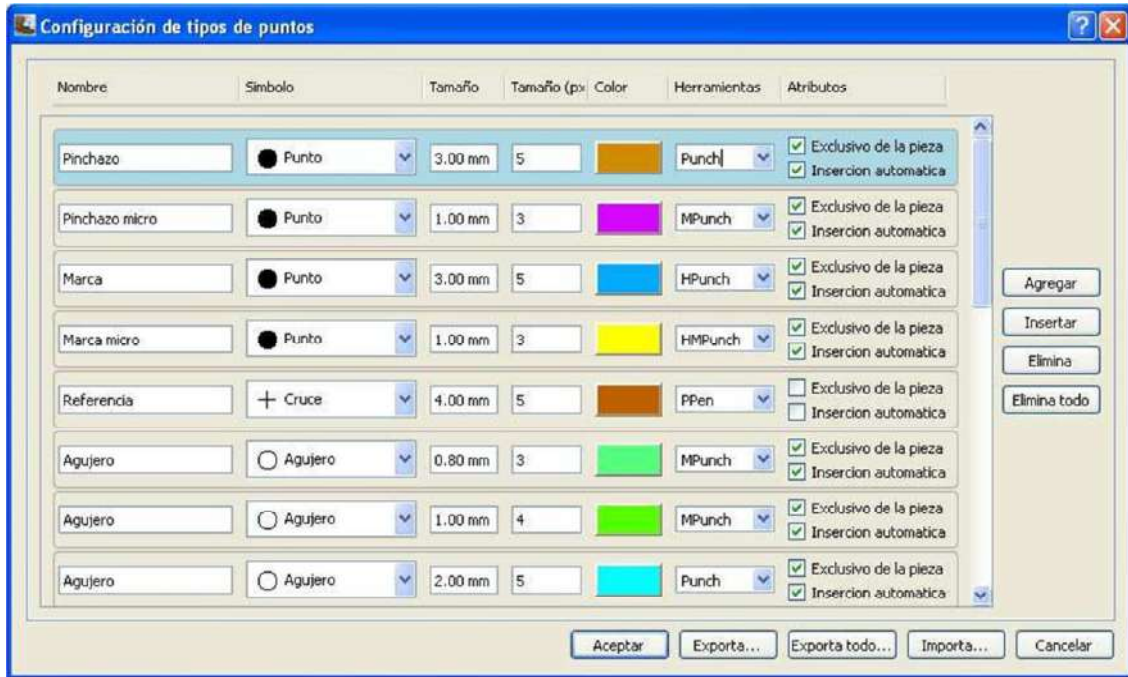 Configuración de tipos de puntos
Nombre Simbolo Tamaño Tamaño (px Color Herramientas Atributos
Pinchazo Punto 3.00 mm 5 Punch Exclusivo de la pieza
Insercion automatica
Pinchazo micro Punto 1.00 mm 3 MPunch Exclusivo de la pieza
Insercion automatica
Marca Punto 3.00 mm 5 HPunch Exclusivo de la pieza
Insercion automatica
Marca micro Punto 1.00 mm 3 HMPunch Exclusivo de la pieza
Insercion automatica
Referencia Cruce 4.00 mm 5 PPen Exclusivo de la pieza
Insercion automatica
Agujero Agujero 0.80 mm 3 MPunch Exclusivo de la pieza
Insercion automatica
Agujero Agujero 1.00 mm 4 MPunch Exclusivo de la pieza
Insercion automatica
Agujero Agujero 2.00 mm 5 Punch Exclusivo de la pieza
Insercion automatica
Agregar
Insertar
Elimina
Elimina todo
Aceptar Exporta... Exporta todo... Importa... Cancelar